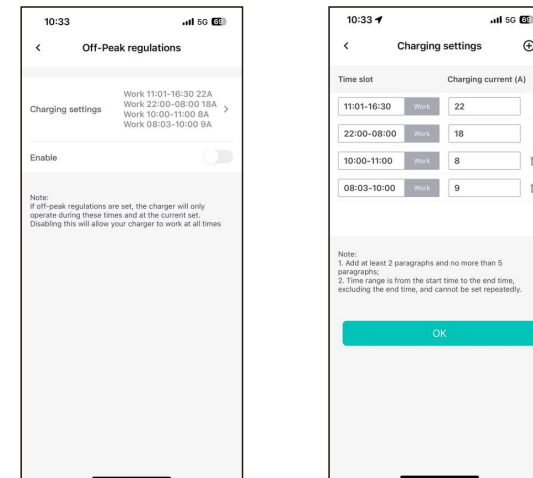 10:33
5G 69
Off-Peak regulations
Charging settings
Work 11:01-16:30 22A
Work 22:00-08:00 18A
Work 10:00-11:00 8A
Work 08:03-10:00 9A
Enable
Note:
If off-peak regulations are set, the charger will only
operate during these times and at the current set.
Disabling this will allow your charger to work at all times
10:33
5G
Charging settings
Time slot Charging current (A)
11:01-16:30 Work 22
22:00-08:00 Work 18
10:00-11:00 Work 8
08:03-10:00 Work 9
Note:
1. Add at least 2 paragraphs and no more than 5
paragraphs;
2. Time range is from the start time to the end time,
excluding the end time, and cannot be set repeatedly.
OK